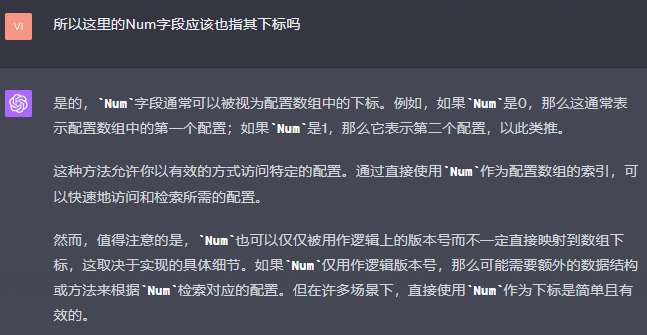 VI
所以这里的Num字段应该也指其下标吗
是的，`Num`字段通常可以被视为配置数组中的下标。例如，如果`Num`是0，那么这通常表
示配置数组中的第一个配置；如果`Num`是1，那么它表示第二个配置，以此类推。
这种方法允许你以有效的方式访问特定的配置。通过直接使用`Num`作为配置数组的索引，可
以快速地访问和检索所需的配置。
然而，值得注意的是，`Num`也可以仅仅被用作逻辑上的版本号而不一定直接映射到数组下
标，这取决于实现的具体细节。如果`Num`仅用作逻辑版本号，那么可能需要额外的数据结构
或方法来根据`Num`检索对应的配置。但在许多场景下，直接使用`Num`作为下标是简单且有
效的。